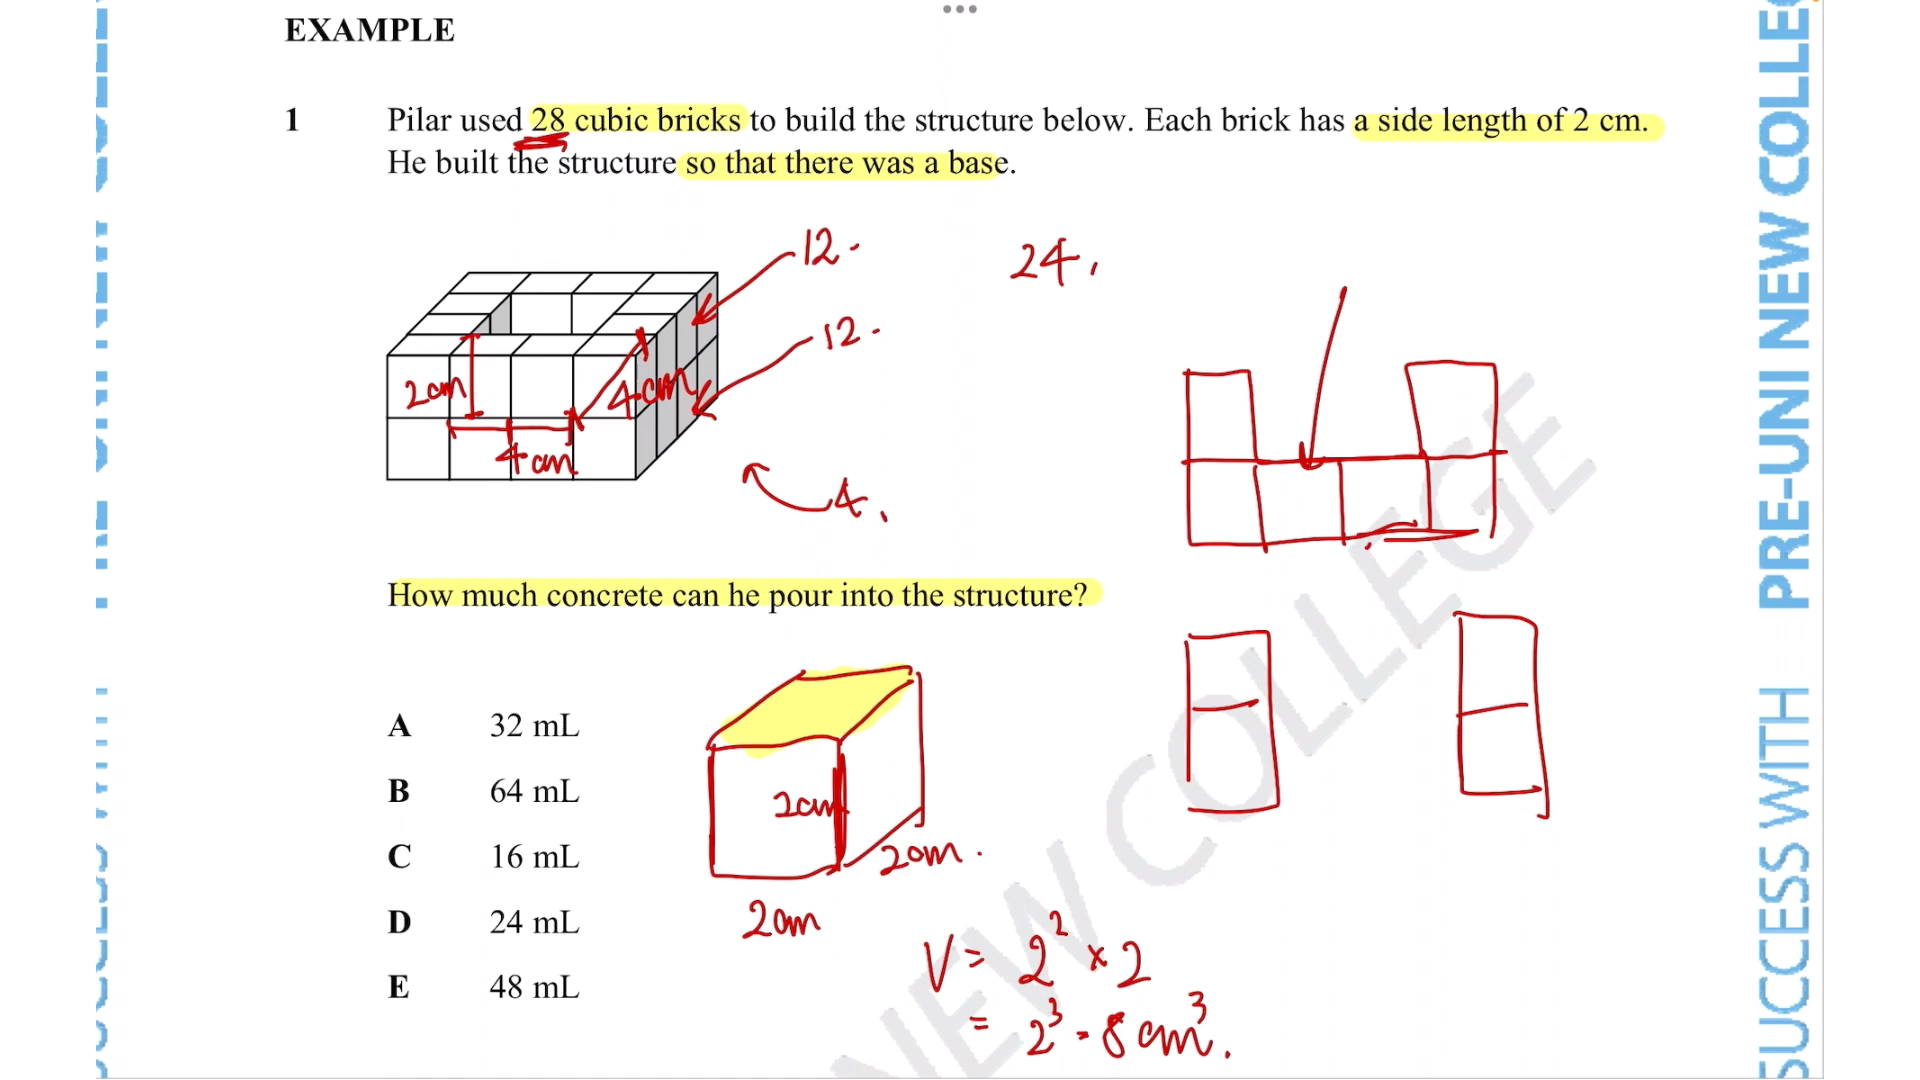 EXAMPLE
1 Pilar used 28 cubic bricks to build the structure below. Each brick has a side length of 2 cm.
He built the structure so that there was a base.
12.
24.
12.
2cm
4cm
4cm
4.
How much concrete can he pour into the structure?
A 32 mL
B 64 mL
C 16 mL
D 24 mL
E 48 mL
2cm
2cm.
2cm
V = 2² × 2
= 2³ = 8cm³.
NEW COLLEGE
PRE-UNI NEW COLLEG
SUCCESS WITH